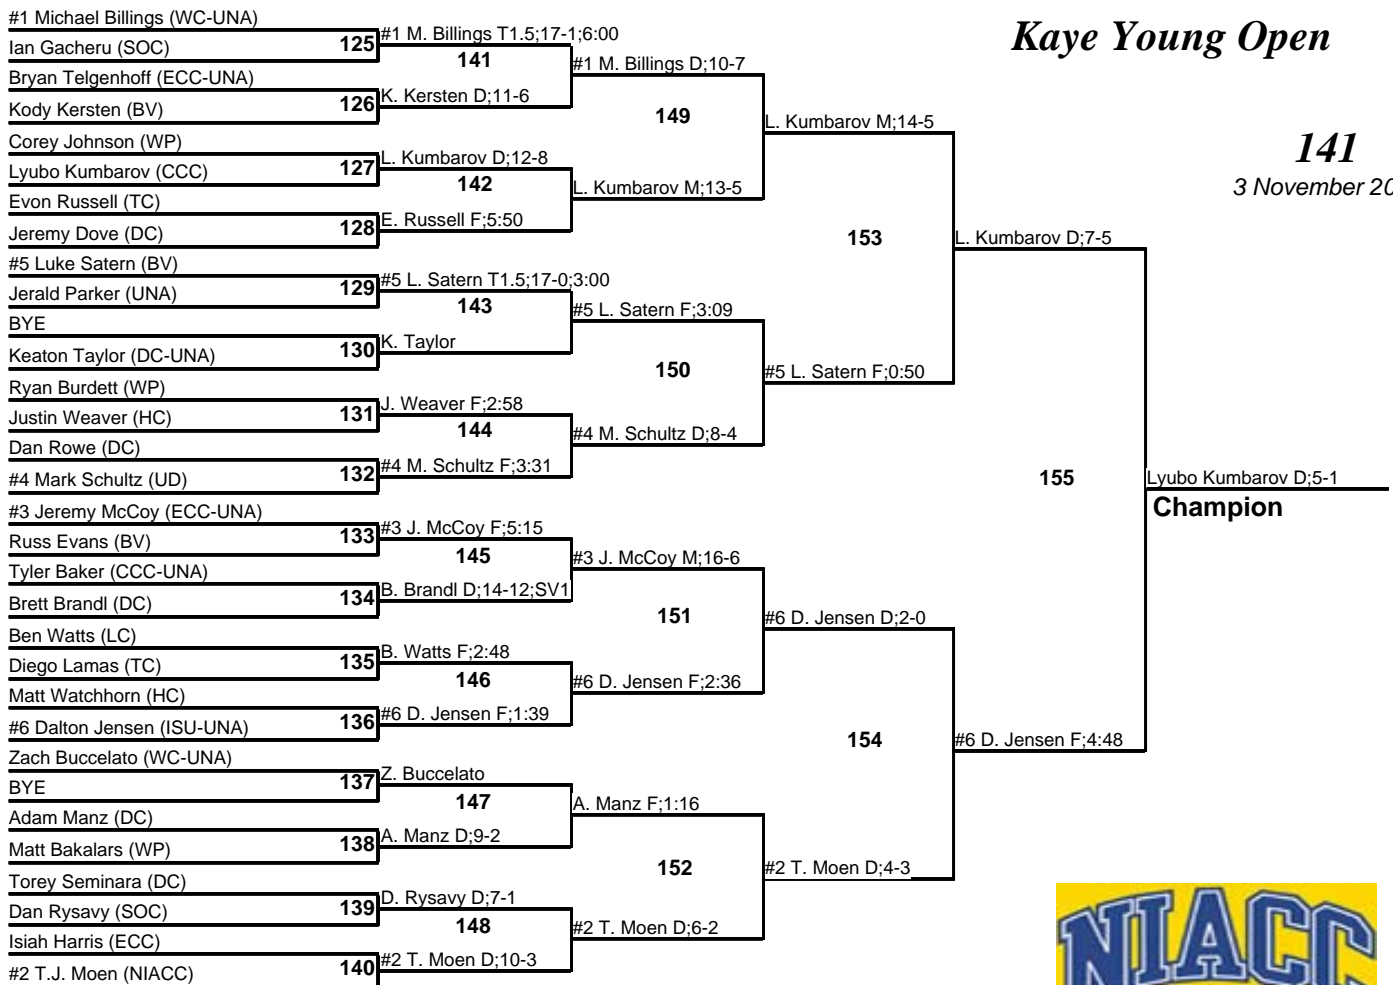 Kaye Young Open
141
3 November 20
#1 Michael Billings (WC-UNA)
Ian Gacheru (SOC)
Bryan Telgenhoff (ECC-UNA)
Kody Kersten (BV)
Corey Johnson (WP)
Lyubo Kumbarov (CCC)
Evon Russell (TC)
Jeremy Dove (DC)
#5 Luke Satern (BV)
Jerald Parker (UNA)
BYE
Keaton Taylor (DC-UNA)
Ryan Burdett (WP)
Justin Weaver (HC)
Dan Rowe (DC)
#4 Mark Schultz (UD)
#3 Jeremy McCoy (ECC-UNA)
Russ Evans (BV)
Tyler Baker (CCC-UNA)
Brett Brandl (DC)
Ben Watts (LC)
Diego Lamas (TC)
Matt Watchhorn (HC)
#6 Dalton Jensen (ISU-UNA)
Zach Buccelato (WC-UNA)
BYE
Adam Manz (DC)
Matt Bakalars (WP)
Torey Seminara (DC)
Dan Rysavy (SOC)
Isiah Harris (ECC)
#2 T.J. Moen (NIACC)
125
126
127
128
129
130
131
132
133
134
135
136
137
138
139
140
#1 M. Billings T1.5;17-1;6:00
141
K. Kersten D;11-6
L. Kumbarov D;12-8
142
E. Russell F;5:50
#5 L. Satern T1.5;17-0;3:00
143
K. Taylor
J. Weaver F;2:58
144
#4 M. Schultz F;3:31
#3 J. McCoy F;5:15
145
B. Brandl D;14-12;SV1
B. Watts F;2:48
146
#6 D. Jensen F;1:39
Z. Buccelato
147
A. Manz D;9-2
D. Rysavy D;7-1
148
#2 T. Moen D;10-3
#1 M. Billings D;10-7
149
L. Kumbarov M;13-5
#5 L. Satern F;3:09
150
#4 M. Schultz D;8-4
#3 J. McCoy M;16-6
151
#6 D. Jensen F;2:36
A. Manz F;1:16
152
#2 T. Moen D;6-2
L. Kumbarov M;14-5
153
#5 L. Satern F;0:50
#6 D. Jensen D;2-0
154
#2 T. Moen D;4-3
L. Kumbarov D;7-5
155
#6 D. Jensen F;4:48
Lyubo Kumbarov D;5-1
Champion
NIACC